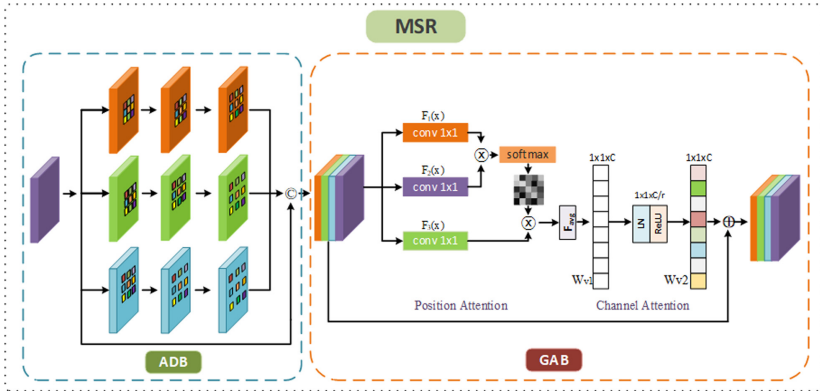 MSR
F₁(x)
conv 1x1
F₂(x)
conv 1x1
F₃(x)
conv 1x1
softmax
F_avg
1x1xC
1x1xC/r
1x1xC
LN
ReLU
Wv1
Wv2
Position Attention
Channel Attention
©
ADB
GAB